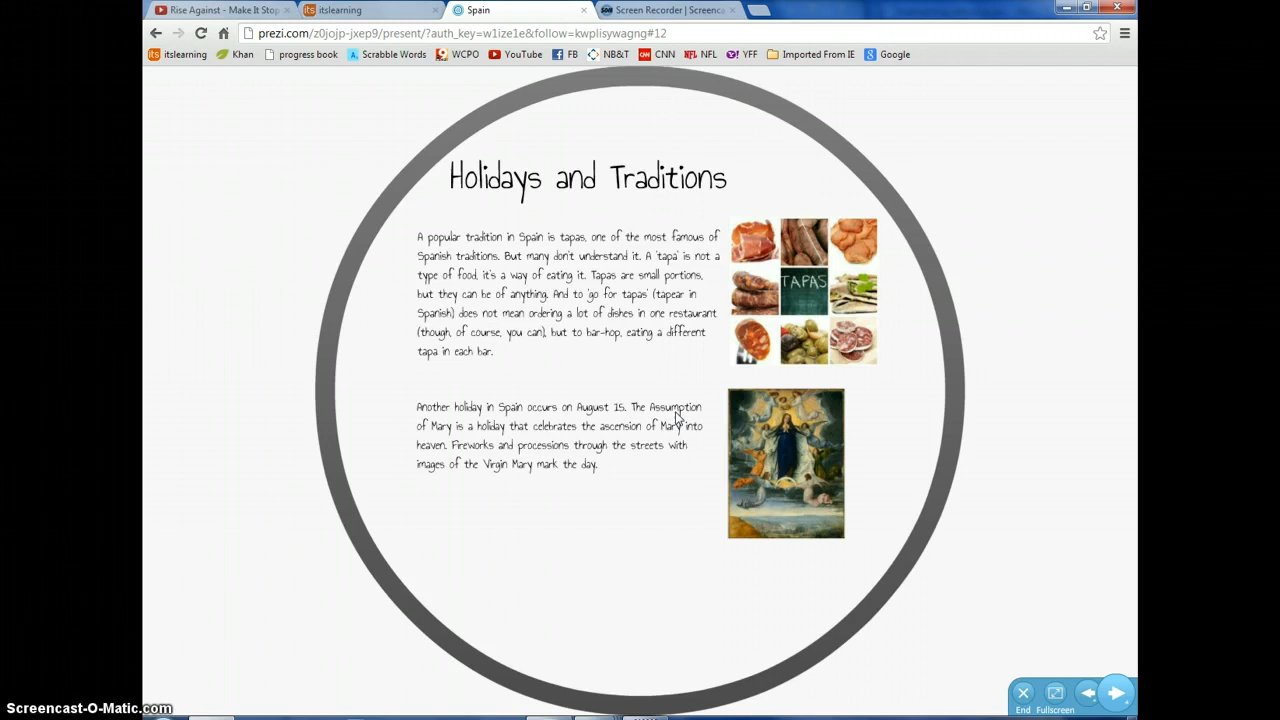 Rise Against - Make It Stop
itslearning
Spain
Screen Recorder | Screenca
prezi.com/z0jojp-jxep9/present/?auth_key=w1ize1e&follow=kwplisywagng#12
itslearning
Khan
progress book
Scrabble Words
WCPO
YouTube
FB
NB&T
CNN
NFL
YFF
Imported From IE
Google
Holidays and Traditions
A popular tradition in Spain is tapas, one of the most famous of
Spanish traditions. But many don't understand it. A 'tapa' is not a
type of food, it's a way of eating it. Tapas are small portions,
but they can be of anything. And to 'go for tapas' (tapear in
Spanish) does not mean ordering a lot of dishes in one restaurant
(though, of course, you can), but to bar-hop, eating a different
tapa in each bar.
TAPAS
Another holiday in Spain occurs on August 15. The Assumption
of Mary is a holiday that celebrates the ascension of Mary into
heaven. Fireworks and processions through the streets with
images of the Virgin Mary mark the day.
End
Fullscreen
Screencast-O-Matic.com